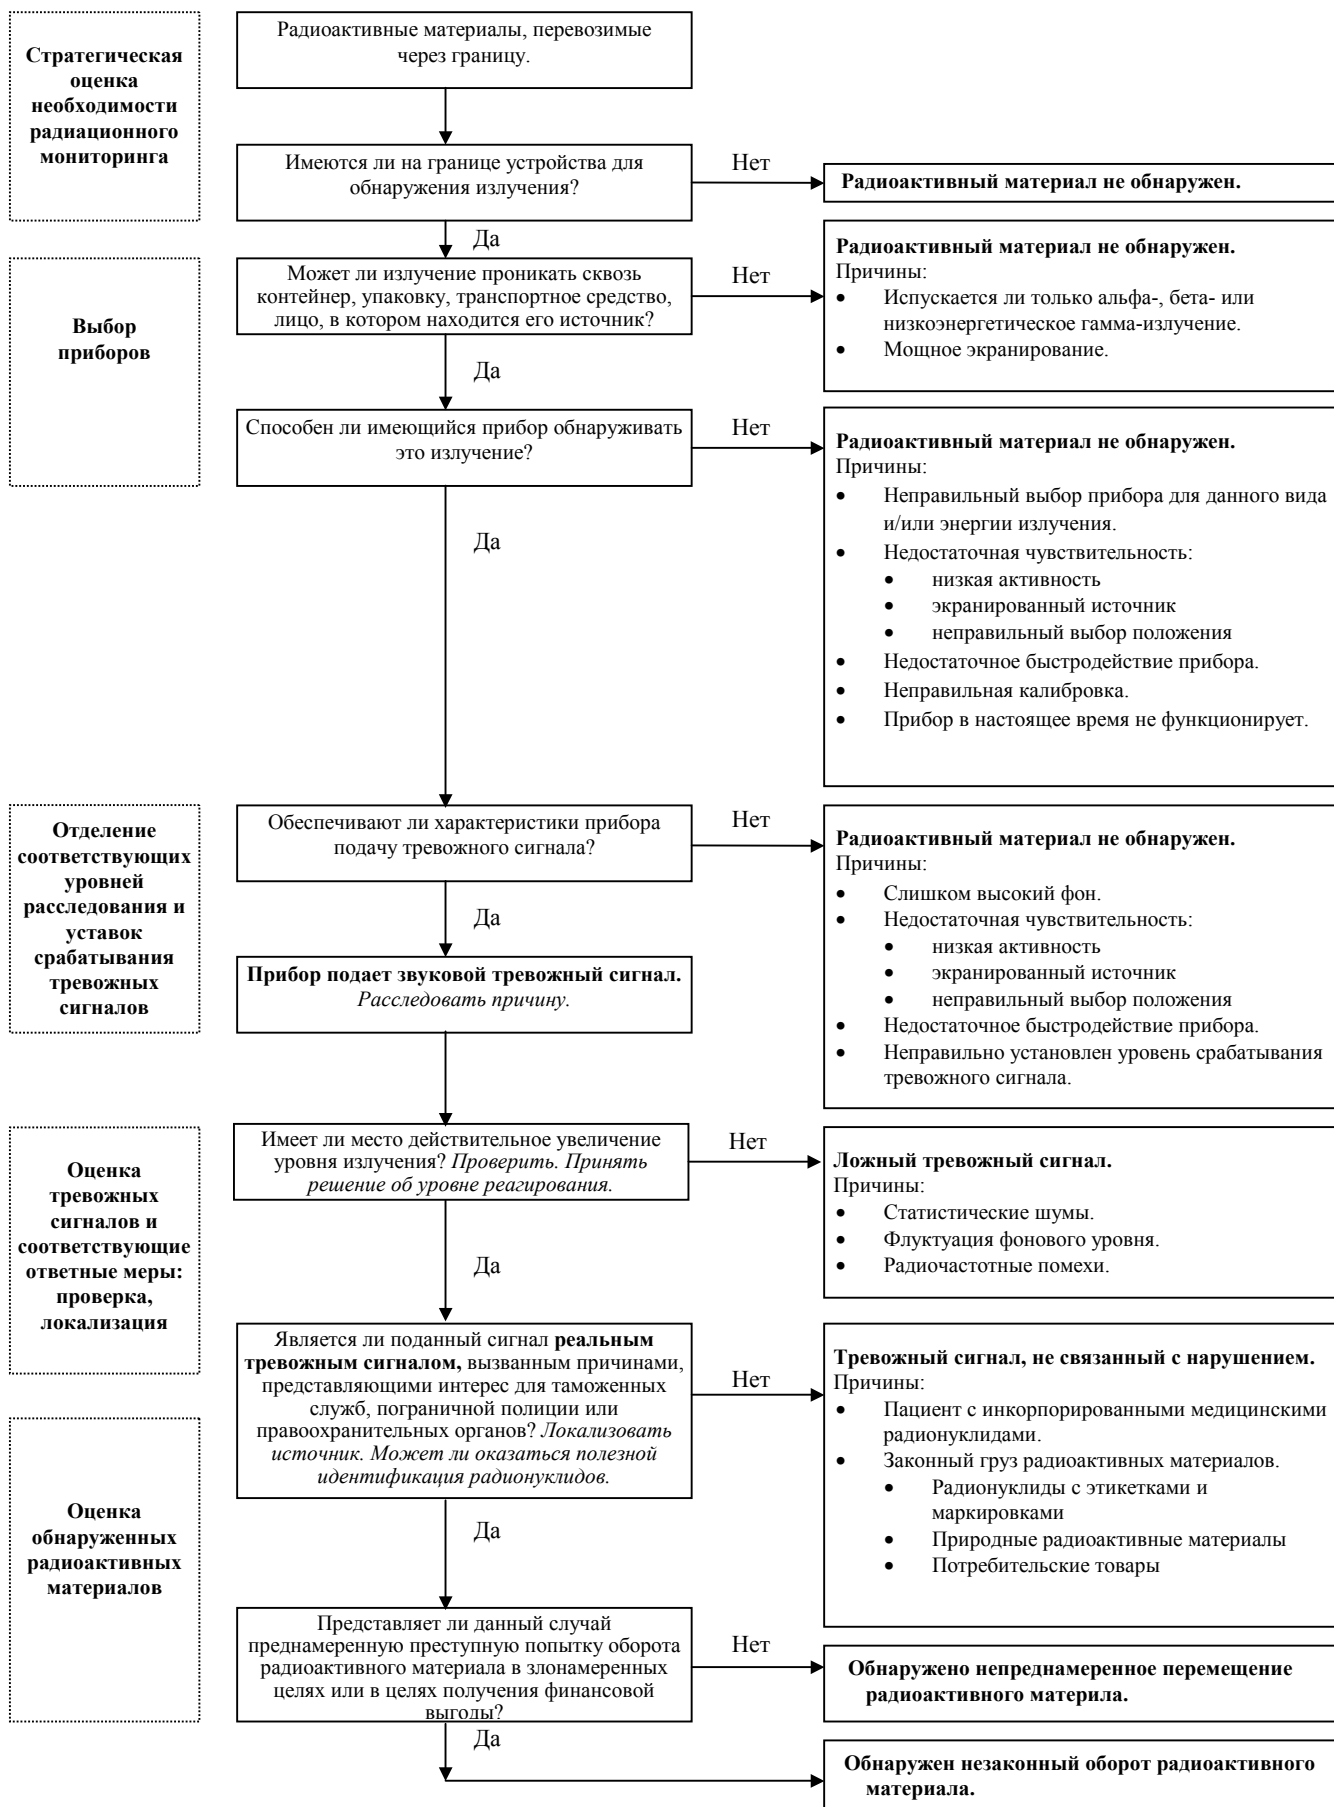 Стратегическая
оценка
необходимости
радиационного
мониторинга
Радиоактивные материалы, перевозимые
через границу.
Имеются ли на границе устройства для
обнаружения излучения?
Нет
Радиоактивный материал не обнаружен.
Да
Выбор
приборов
Может ли излучение проникать сквозь
контейнер, упаковку, транспортное средство,
лицо, в котором находится его источник?
Нет
Радиоактивный материал не обнаружен.
Причины:
• Испускается ли только альфа-, бета- или
низкоэнергетическое гамма-излучение.
• Мощное экранирование.
Да
Способен ли имеющийся прибор обнаруживать
это излучение?
Нет
Радиоактивный материал не обнаружен.
Причины:
• Неправильный выбор прибора для данного вида
и/или энергии излучения.
• Недостаточная чувствительность:
• низкая активность
• экранированный источник
• неправильный выбор положения
• Недостаточное быстродействие прибора.
• Неправильная калибровка.
• Прибор в настоящее время не функционирует.
Да
Отделение
соответствующих
уровней
расследования и
уставок
срабатывания
тревожных
сигналов
Обеспечивают ли характеристики прибора
подачу тревожного сигнала?
Нет
Радиоактивный материал не обнаружен.
Причины:
• Слишком высокий фон.
• Недостаточная чувствительность:
• низкая активность
• экранированный источник
• неправильный выбор положения
• Недостаточное быстродействие прибора.
• Неправильно установлен уровень срабатывания
тревожного сигнала.
Да
Прибор подает звуковой тревожный сигнал.
Расследовать причину.
Оценка
тревожных
сигналов и
соответствующие
ответные меры:
проверка,
локализация
Имеет ли место действительное увеличение
уровня излучения? Проверить. Принять
решение об уровне реагирования.
Нет
Ложный тревожный сигнал.
Причины:
• Статистические шумы.
• Флуктуация фонового уровня.
• Радиочастотные помехи.
Да
Является ли поданный сигнал реальным
тревожным сигналом, вызванным причинами,
представляющими интерес для таможенных
служб, пограничной полиции или
правоохранительных органов? Локализовать
источник. Может ли оказаться полезной
идентификация радионуклидов.
Нет
Тревожный сигнал, не связанный с нарушением.
Причины:
• Пациент с инкорпорированными медицинскими
радионуклидами.
• Законный груз радиоактивных материалов.
• Радионуклиды с этикетками и
маркировками
• Природные радиоактивные материалы
• Потребительские товары
Да
Оценка
обнаруженных
радиоактивных
материалов
Представляет ли данный случай
преднамеренную преступную попытку оборота
радиоактивного материала в злонамеренных
целях или в целях получения финансовой
выгоды?
Нет
Обнаружено непреднамеренное перемещение
радиоактивного материла.
Да
Обнаружен незаконный оборот радиоактивного
материала.